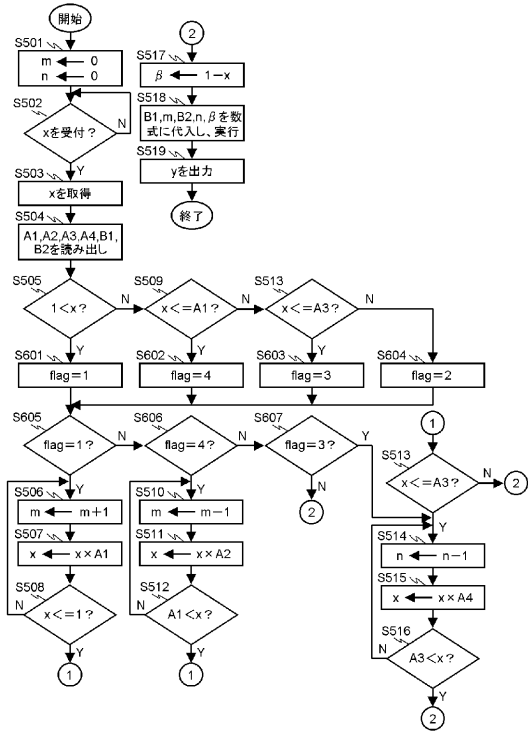 開始
S501
m ← 0
n ← 0
S502
xを受付？
N
Y
S503
xを取得
S504
A1,A2,A3,A4,B1,
B2を読み出し
2
S517
β ← 1－x
S518
B1,m,B2,n,βを数
式に代入し、実行
S519
yを出力
終了
S505
1<x？
N
Y
S509
x<=A1？
N
Y
S513
x<=A3？
N
Y
S601
flag＝1
S602
flag＝4
S603
flag＝3
S604
flag＝2
S605
flag＝1？
N
Y
S606
flag＝4？
N
Y
S607
flag＝3？
Y
N
2
1
S513
x<=A3？
N
2
Y
S506
m ← m＋1
S507
x ← x×A1
S508
x<=1？
N
Y
1
S510
m ← m－1
S511
x ← x×A2
S512
A1<x？
N
Y
1
S514
n ← n－1
S515
x ← x×A4
S516
A3<x？
N
Y
2